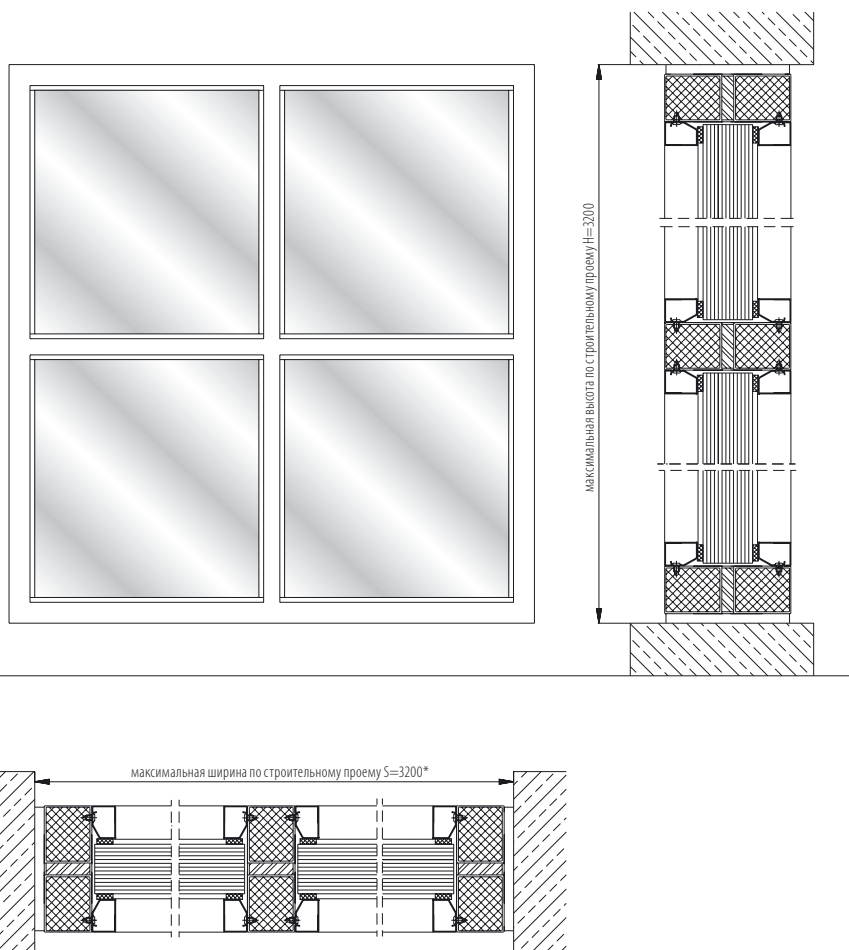 максимальная высота по строительному проему H=3200
максимальная ширина по строительному проему S=3200*